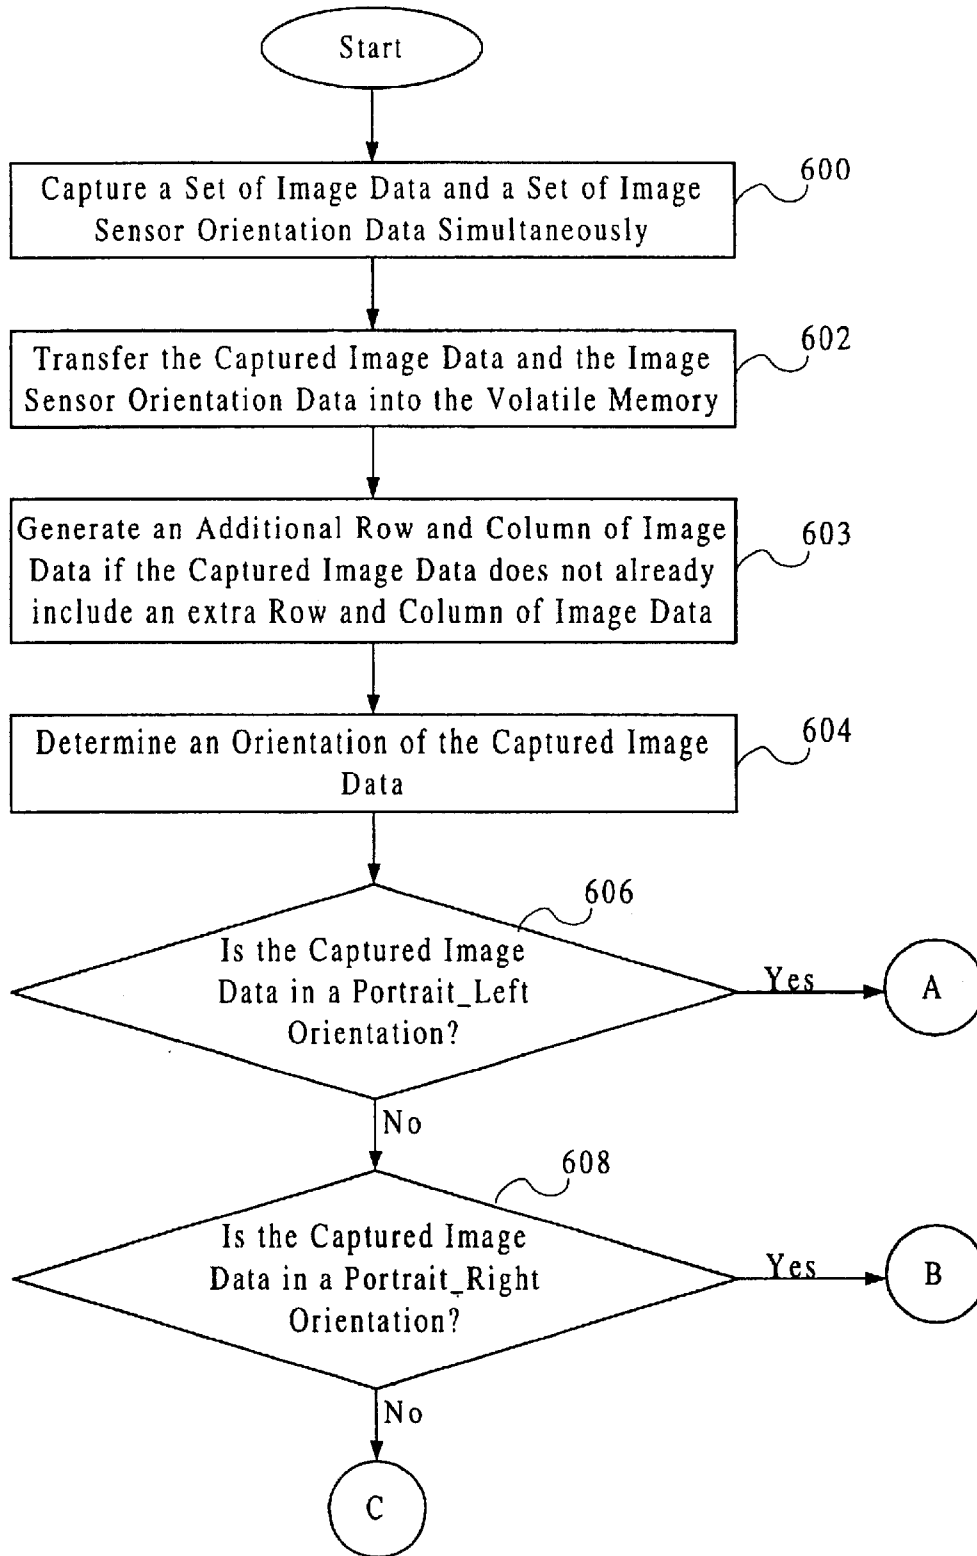 Start
Capture a Set of Image Data and a Set of Image
Sensor Orientation Data Simultaneously
600
Transfer the Captured Image Data and the Image
Sensor Orientation Data into the Volatile Memory
602
Generate an Additional Row and Column of Image
Data if the Captured Image Data does not already
include an extra Row and Column of Image Data
603
Determine an Orientation of the Captured Image
Data
604
606
Is the Captured Image
Data in a Portrait_Left
Orientation?
Yes
A
No
608
Is the Captured Image
Data in a Portrait_Right
Orientation?
Yes
B
No
C